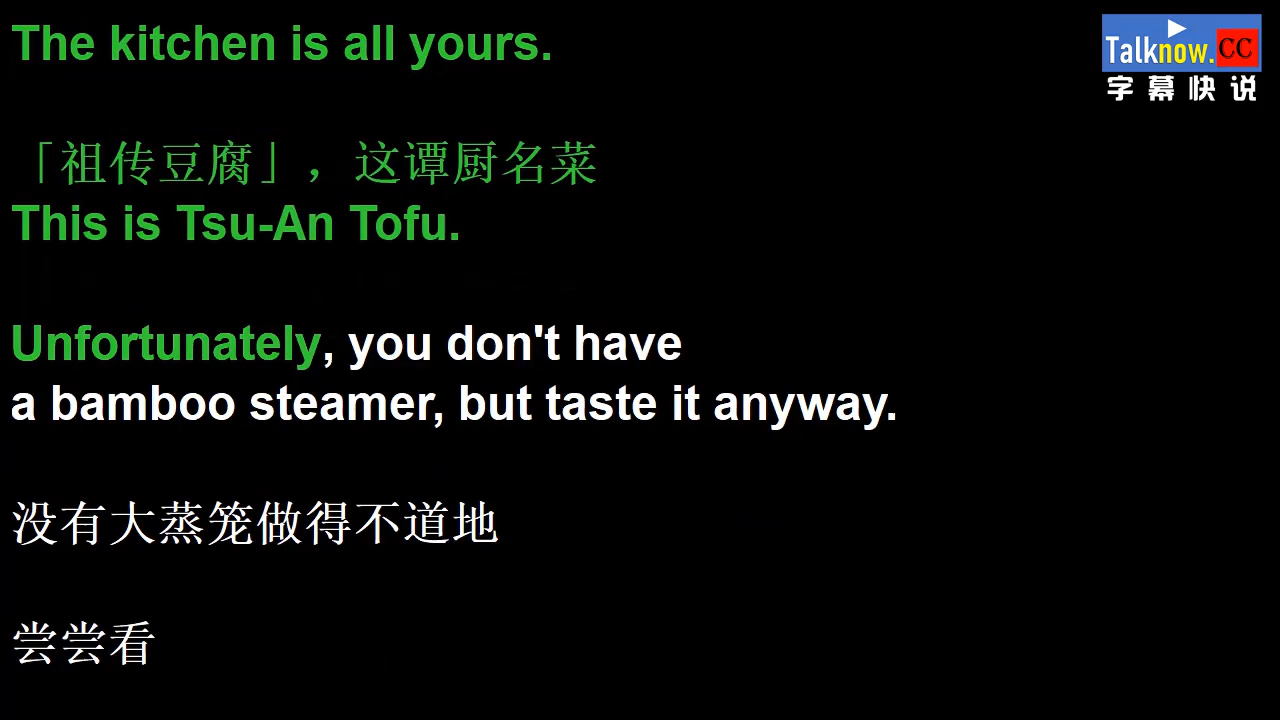 The kitchen is all yours.
Talknow.CC
字幕快说
「祖传豆腐」，这谭厨名菜
This is Tsu-An Tofu.
Unfortunately, you don't have
a bamboo steamer, but taste it anyway.
没有大蒸笼做得不道地
尝尝看